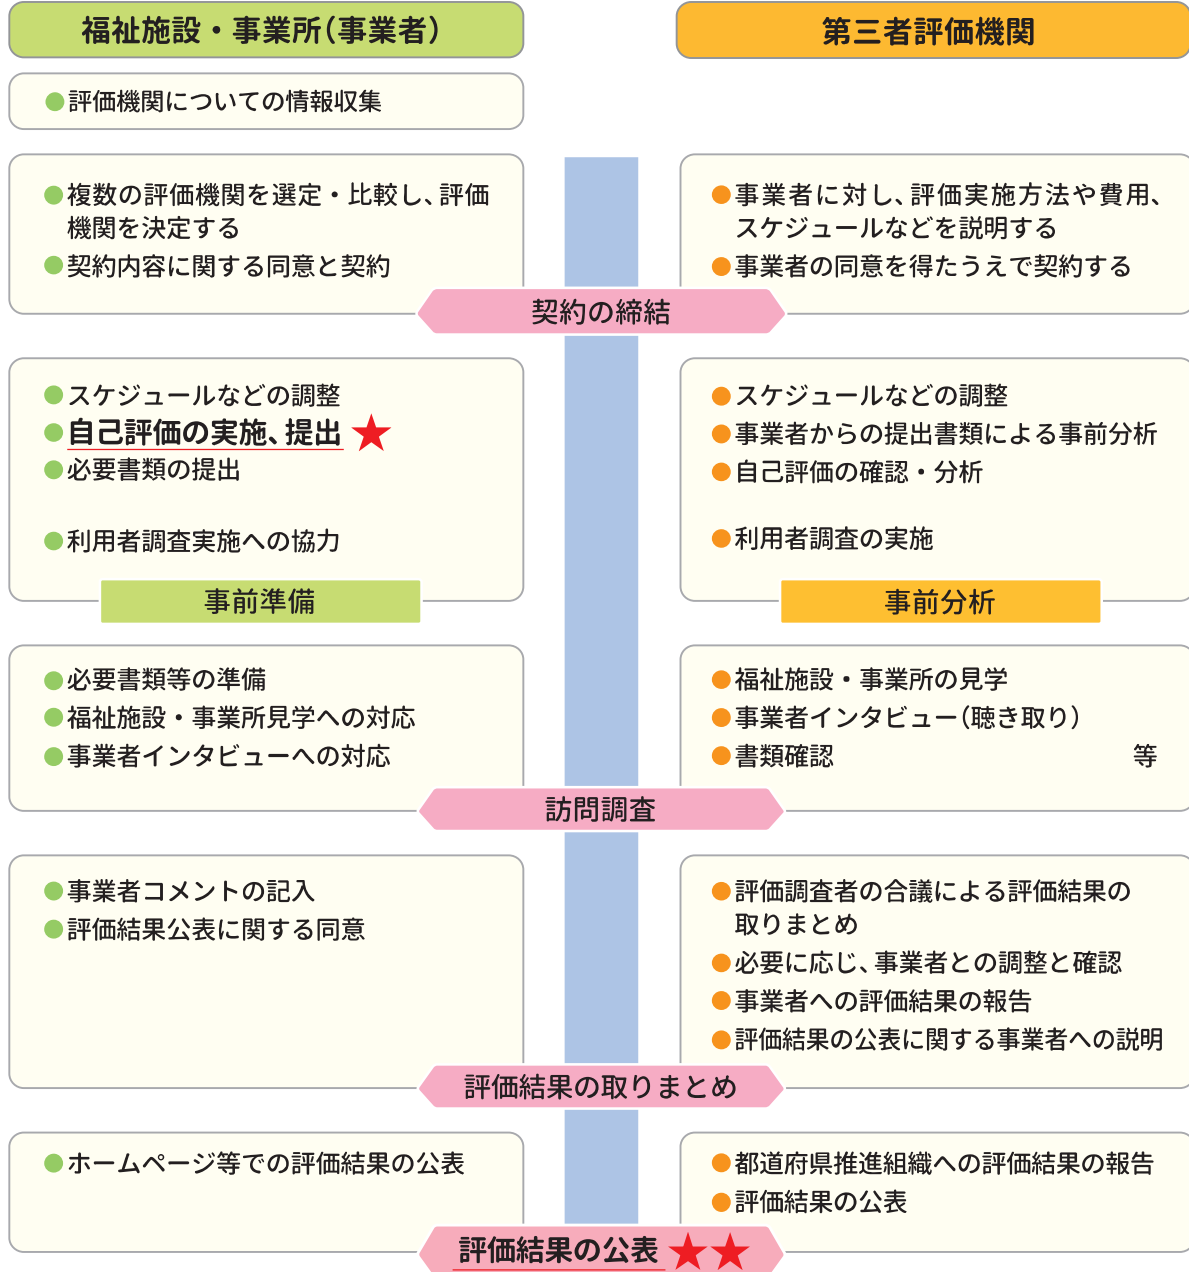 福祉施設・事業所(事業者)
第三者評価機関
●評価機関についての情報収集
●複数の評価機関を選定・比較し、評価
機関を決定する
●契約内容に関する同意と契約
●事業者に対し、評価実施方法や費用、
スケジュールなどを説明する
●事業者の同意を得たうえで契約する
契約の締結
●スケジュールなどの調整
●自己評価の実施、提出★
●必要書類の提出
●利用者調査実施への協力
事前準備
●スケジュールなどの調整
●事業者からの提出書類による事前分析
●自己評価の確認・分析
●利用者調査の実施
事前分析
●必要書類等の準備
●福祉施設・事業所見学への対応
●事業者インタビューへの対応
●福祉施設・事業所の見学
●事業者インタビュー(聴き取り)
●書類確認 等
訪問調査
●事業者コメントの記入
●評価結果公表に関する同意
●評価調査者の合議による評価結果の
取りまとめ
●必要に応じ、事業者との調整と確認
●事業者への評価結果の報告
●評価結果の公表に関する事業者への説明
評価結果の取りまとめ
●ホームページ等での評価結果の公表
●都道府県推進組織への評価結果の報告
●評価結果の公表
評価結果の公表★★